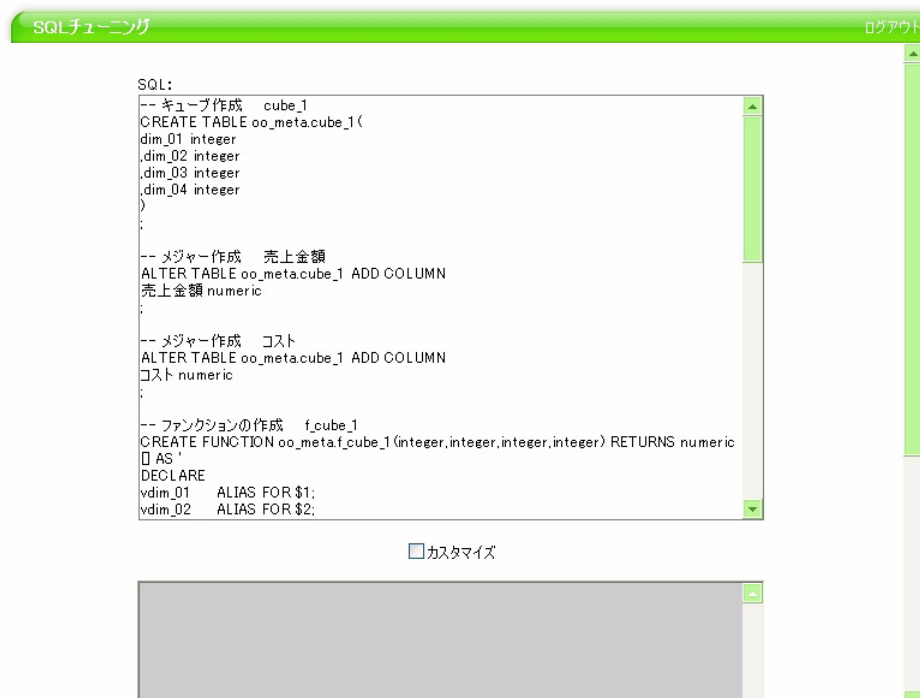 SQLチューニング
ログアウト
SQL:
-- キューブ作成 cube_1
CREATE TABLE oo_meta.cube_1(
dim_01 integer
,dim_02 integer
,dim_03 integer
,dim_04 integer
)
;
-- メジャー作成 売上金額
ALTER TABLE oo_meta.cube_1 ADD COLUMN
売上金額 numeric
;
-- メジャー作成 コスト
ALTER TABLE oo_meta.cube_1 ADD COLUMN
コスト numeric
;
-- ファンクションの作成 f_cube_1
CREATE FUNCTION oo_meta.f_cube_1(integer,integer,integer,integer) RETURNS numeric
[] AS '
DECLARE
vdim_01 ALIAS FOR $1;
vdim_02 ALIAS FOR $2;
カスタマイズ